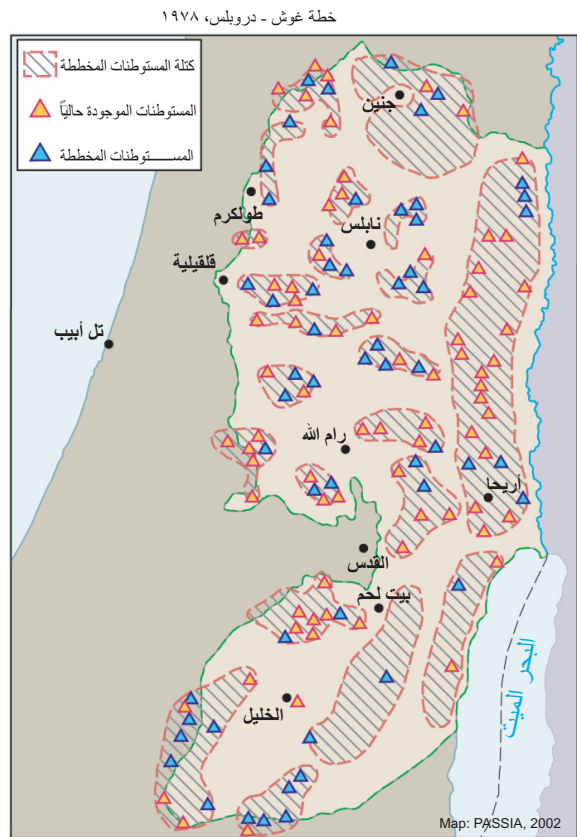 خطة غوش - دروبلس، ١٩٧٨
كتلة المستوطنات المخططة
المستوطنات الموجودة حالياً
المســـــتوطنات المخططة
جنين
طولكرم
نابلس
قلقيلية
تل أبيب
رام الله
أريحا
القدس
بيت لحم
الخليل
البحر الميت
Map: PASSIA, 2002